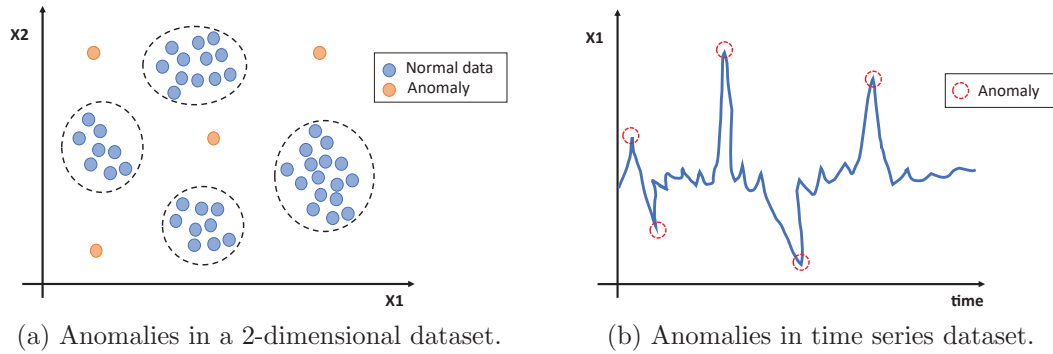 X2
Normal data
Anomaly
X1
(a) Anomalies in a 2-dimensional dataset.
X1
Anomaly
time
(b) Anomalies in time series dataset.